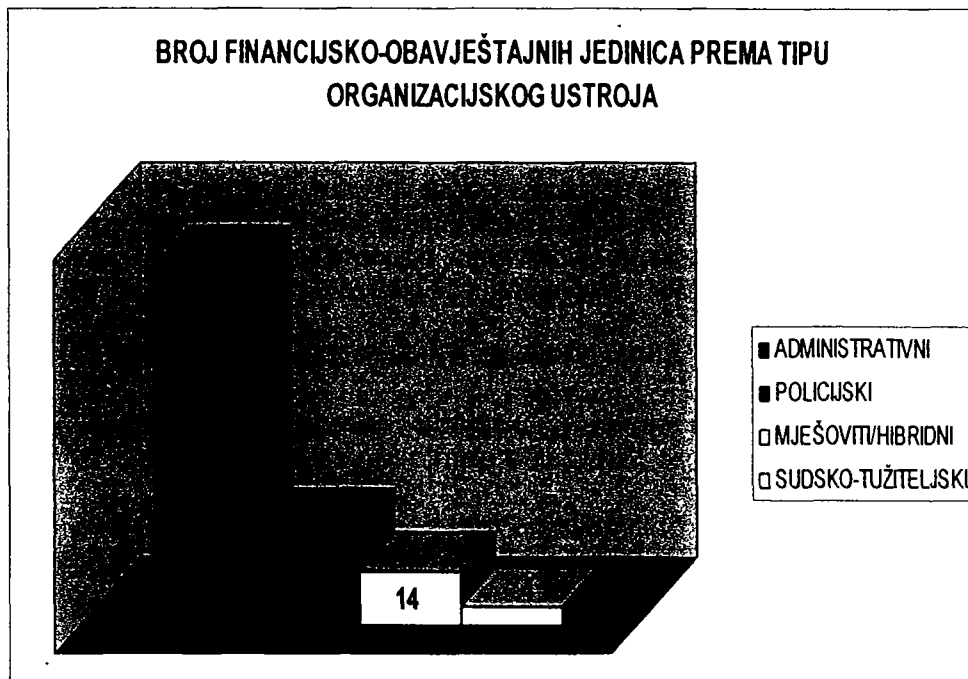 BROJ FINANCIJSKO-OBAVJEŠTAJNIH JEDINICA PREMA TIPU
ORGANIZACIJSKOG USTROJA
ADMINISTRATIVNI
POLICIJSKI
MJEŠOVITI/HIBRIDNI
SUDSKO-TUŽITELJSKI
14